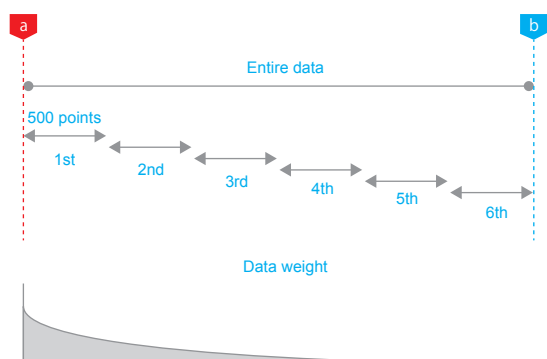 a
b
Entire data
500 points
1st
2nd
3rd
4th
5th
6th
Data weight